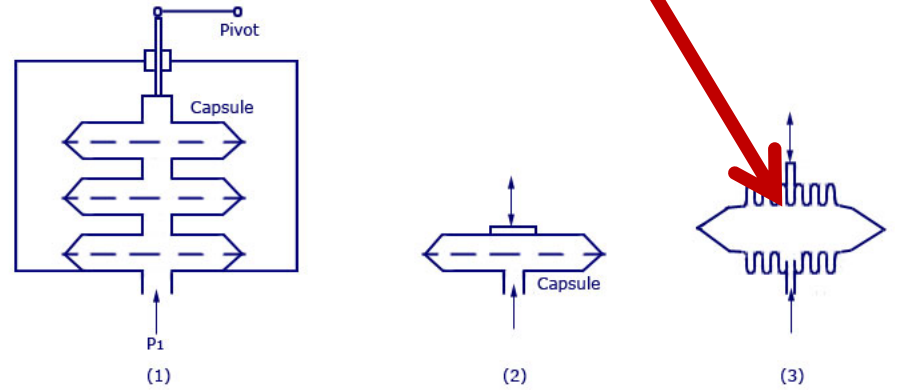 Pivot
Capsule
Capsule
P1
(1)
(2)
(3)